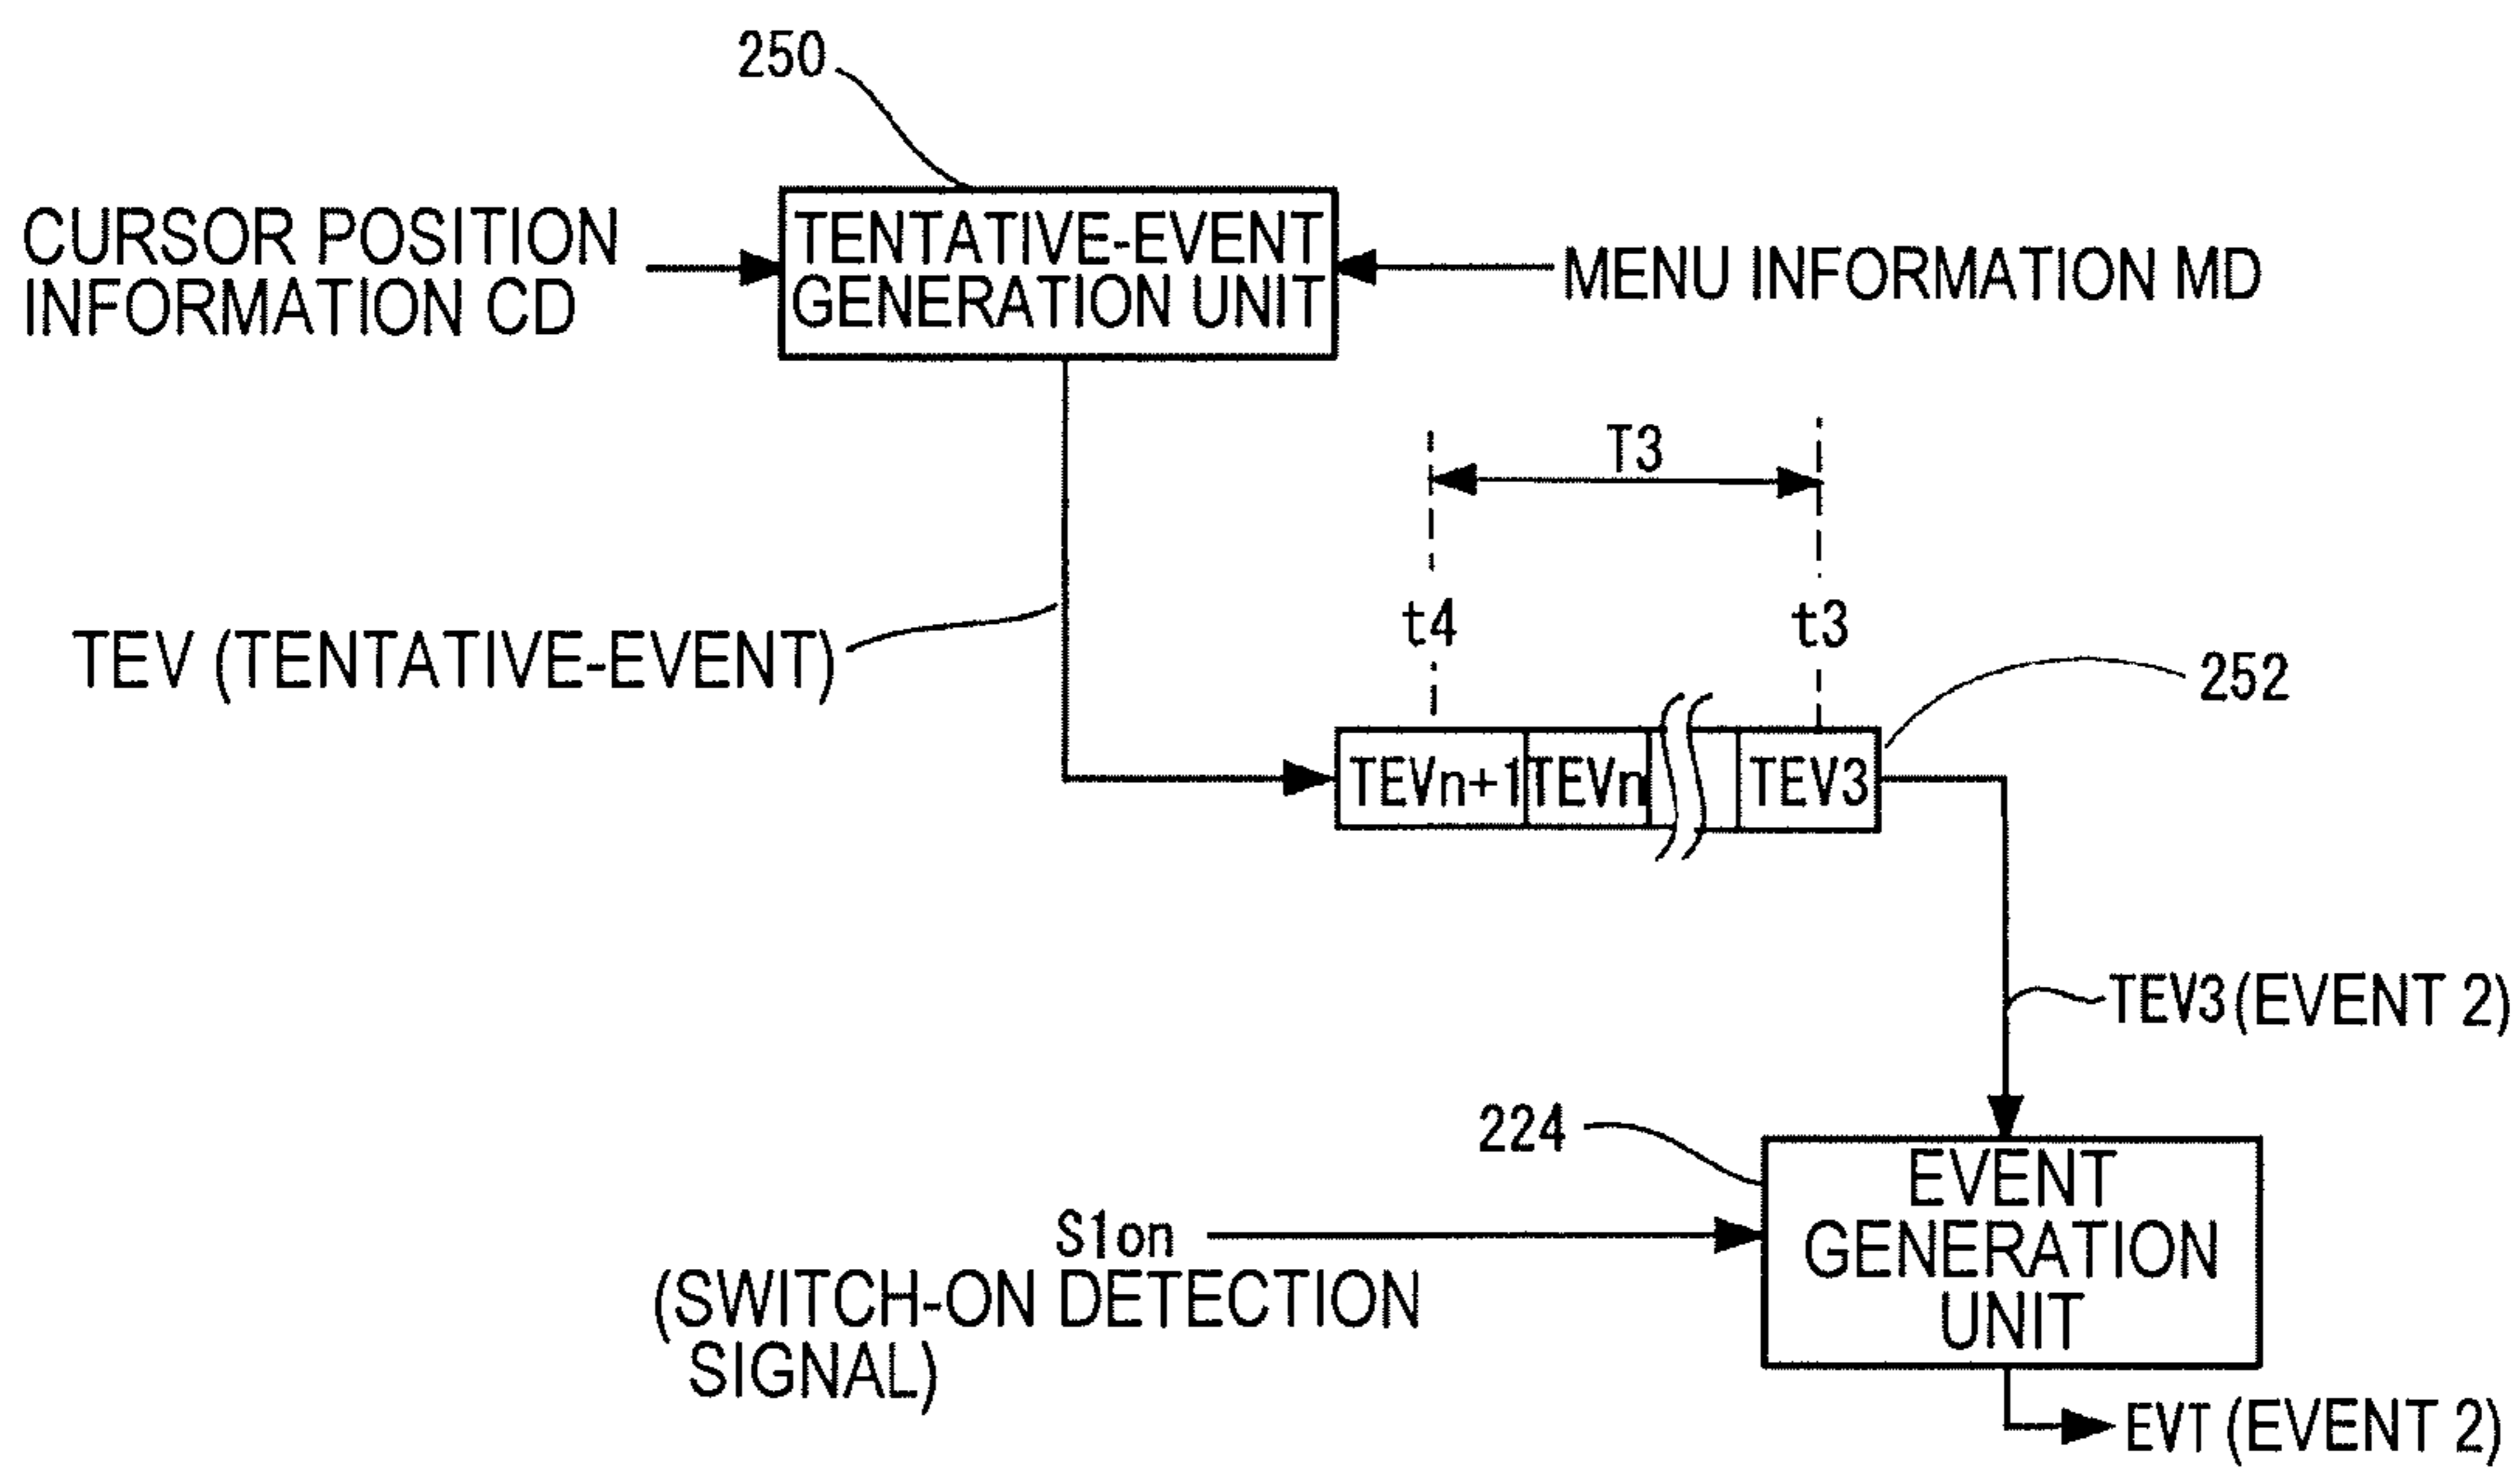 250
CURSOR POSITION
INFORMATION CD
TENTATIVE-EVENT
GENERATION UNIT
MENU INFORMATION MD
T3
t4
t3
TEV (TENTATIVE-EVENT)
252
TEVn+1 TEVn TEV3
TEV3 (EVENT 2)
224
S1on
(SWITCH-ON DETECTION
SIGNAL)
EVENT
GENERATION
UNIT
EVT (EVENT 2)